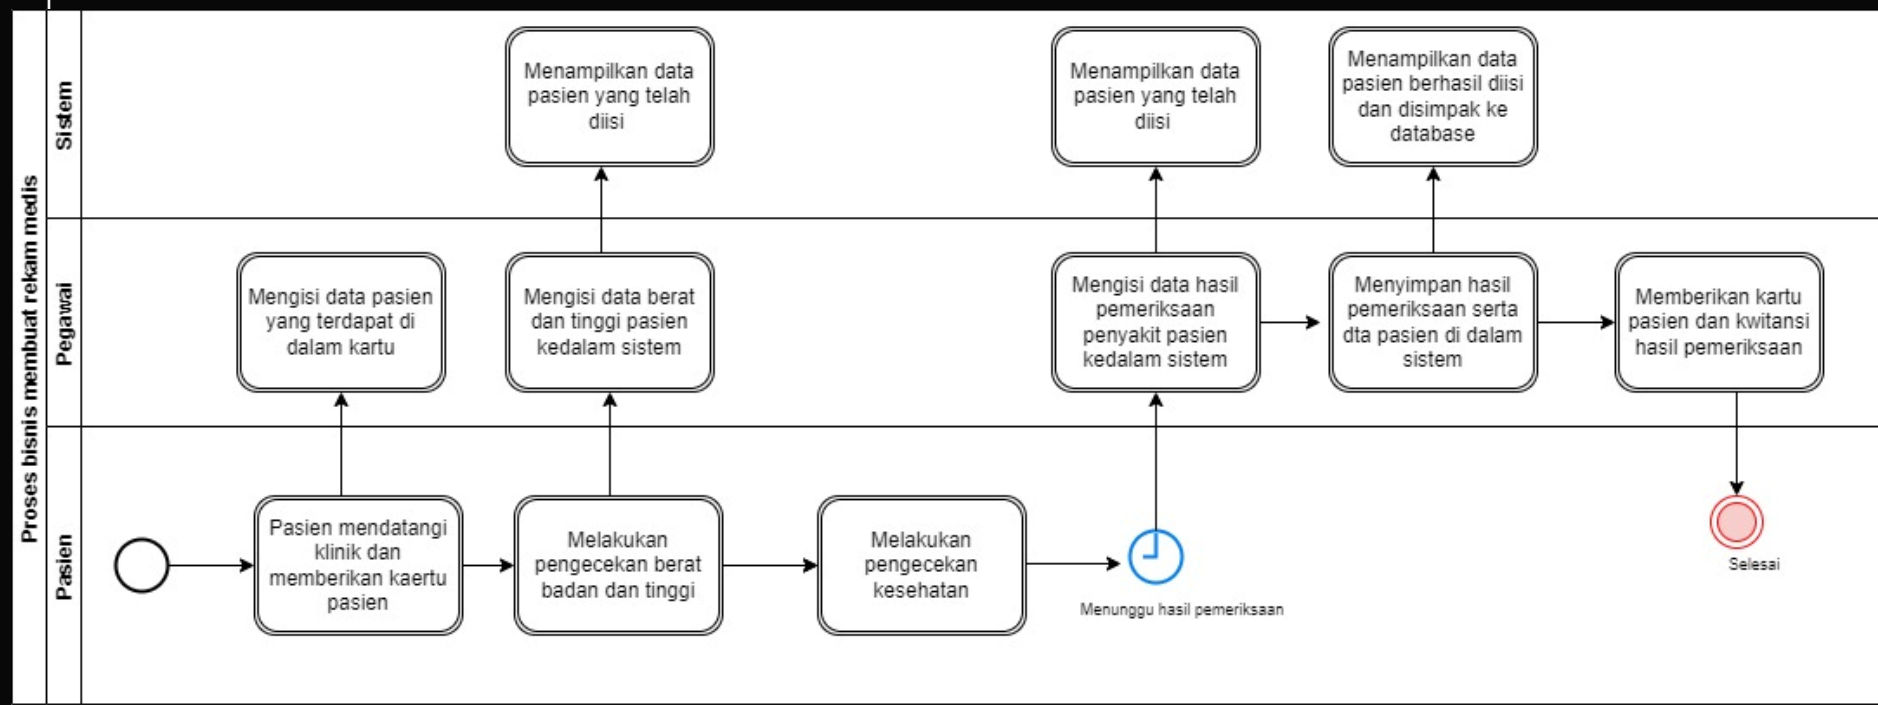 Proses bisnis membuat rekam medis
Sistem
Menampilkan data
pasien yang telah
diisi
Menampilkan data
pasien yang telah
diisi
Menampilkan data
pasien berhasil diisi
dan disimpak ke
database
Pegawai
Mengisi data pasien
yang terdapat di
dalam kartu
Mengisi data berat
dan tinggi pasien
kedalam sistem
Mengisi data hasil
pemeriksaan
penyakit pasien
kedalam sistem
Menyimpan hasil
pemeriksaan serta
dta pasien di dalam
sistem
Memberikan kartu
pasien dan kwitansi
hasil pemeriksaan
Pasien
Pasien mendatangi
klinik dan
memberikan kaertu
pasien
Melakukan
pengecekan berat
badan dan tinggi
Melakukan
pengecekan
kesehatan
Menunggu hasil pemeriksaan
Selesai